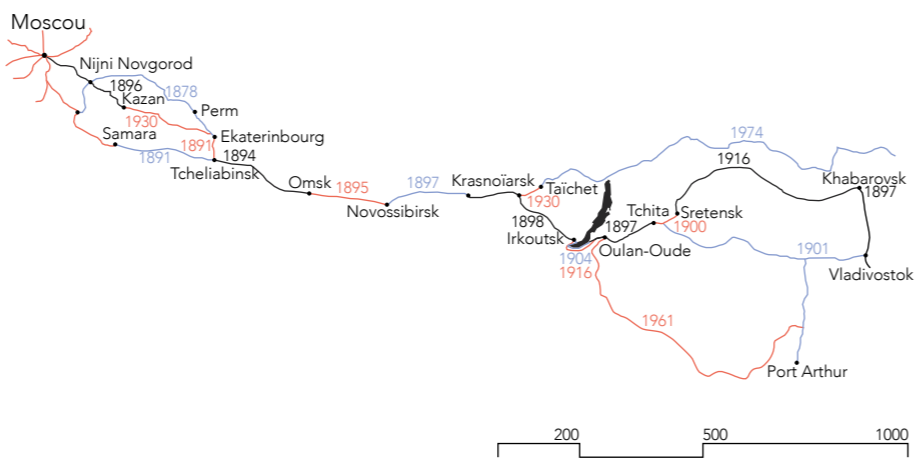 Moscou
Nijni Novgorod
1896
1878
Kazan
Perm
1930
Samara
1891
Ekaterinbourg
1891
1894
Tcheliabinsk
Omsk
1895
1897
Novossibirsk
Krasnoïarsk
1930
Taïchet
1974
1898
Irkoutsk
1904
1916
1897
Oulan-Oude
Tchita
Sretensk
1900
1916
Khabarovsk
1897
1901
Vladivostok
1961
Port Arthur
200
500
1000